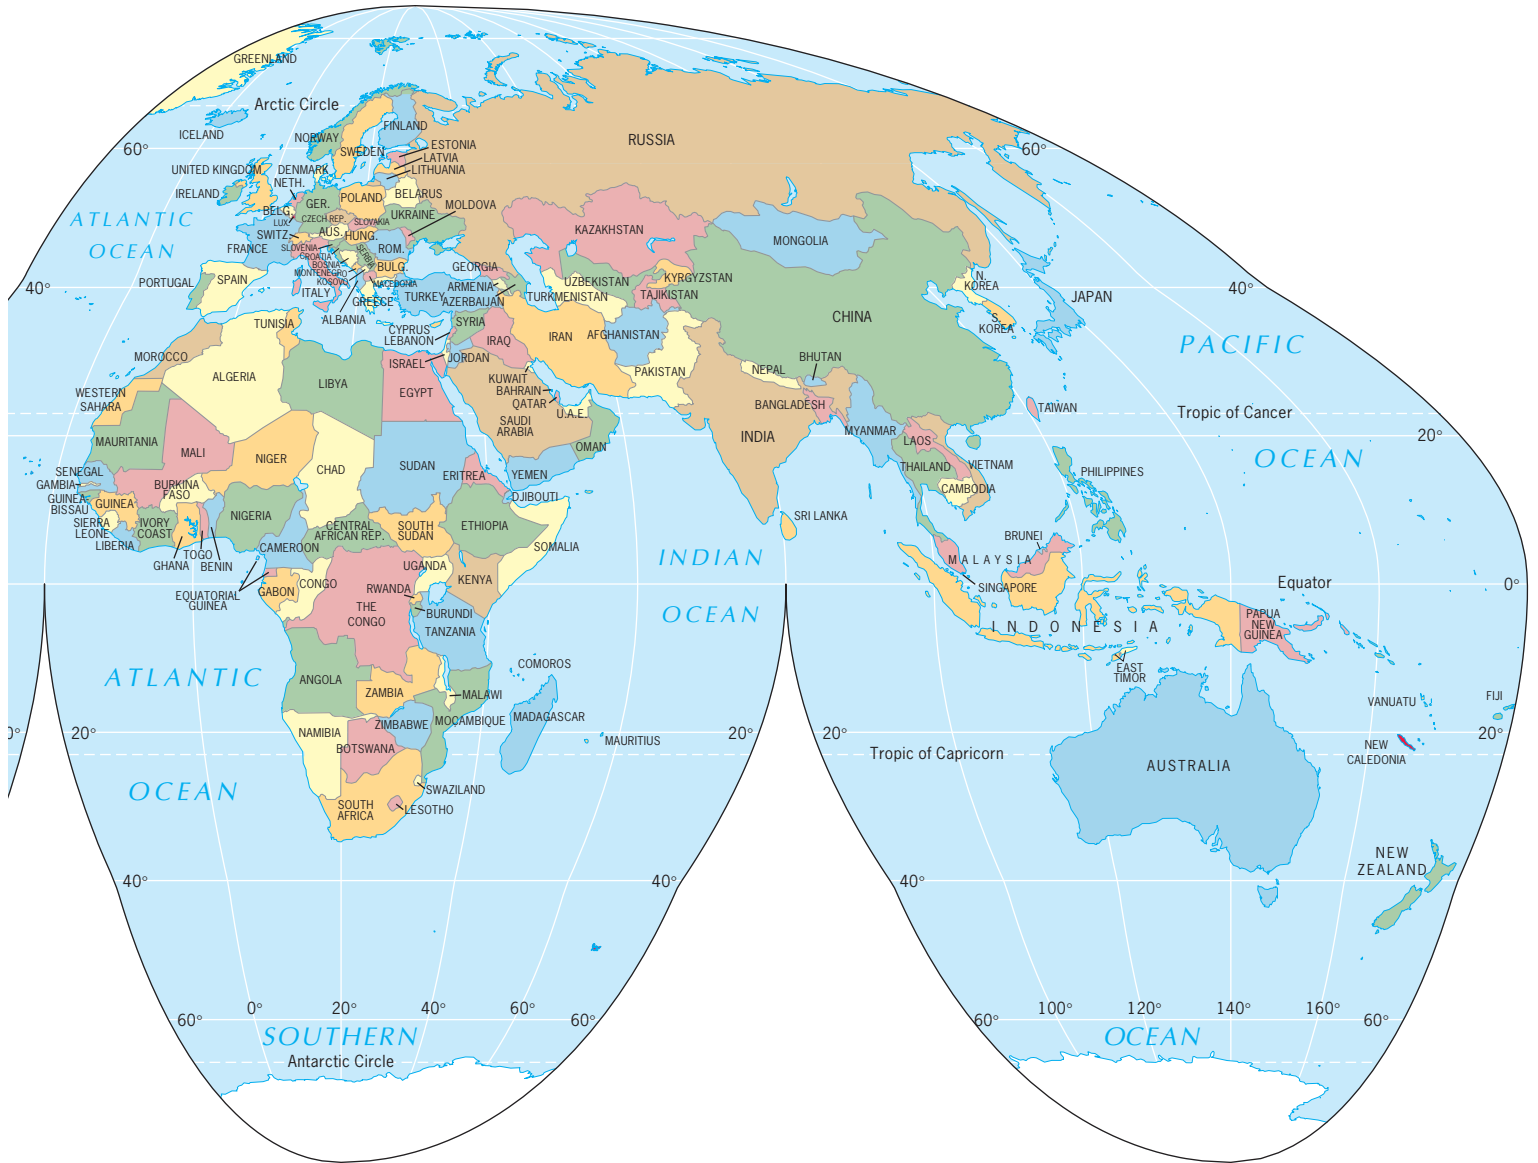 GREENLAND
Arctic Circle
ICELAND
NORWAY
FINLAND
SWEDEN
RUSSIA
60°
60°
ESTONIA
LATVIA
LITHUANIA
UNITED KINGDOM
DENMARK
NETH.
IRELAND
GER.
POLAND
BELARUS
BELG.
LUX.
CZECH REP.
SLOVAKIA
UKRAINE
MOLDOVA
ATLANTIC
OCEAN
SWITZ.
AUS.
HUNG.
FRANCE
SLOVENIA
CROATIA
BOSNIA
SERBIA
ROM.
MONTENEGRO
KOSOVO
BULG.
MACEDONIA
PORTUGAL
SPAIN
ITALY
ALBANIA
GREECE
TURKEY
GEORGIA
ARMENIA
AZERBAIJAN
KAZAKHSTAN
MONGOLIA
UZBEKISTAN
TURKMENISTAN
KYRGYZSTAN
TAJIKISTAN
40°
40°
N.
KOREA
S.
KOREA
JAPAN
CHINA
PACIFIC
OCEAN
TUNISIA
CYPRUS
LEBANON
SYRIA
IRAQ
IRAN
AFGHANISTAN
MOROCCO
ISRAEL
JORDAN
PAKISTAN
NEPAL
BHUTAN
ALGERIA
LIBYA
EGYPT
KUWAIT
BAHRAIN
QATAR
U.A.E.
SAUDI
ARABIA
OMAN
YEMEN
BANGLADESH
INDIA
MYANMAR
TAIWAN
Tropic of Cancer
20°
WESTERN
SAHARA
MAURITANIA
MALI
NIGER
CHAD
SUDAN
ERITREA
LAOS
THAILAND
VIETNAM
CAMBODIA
PHILIPPINES
SENEGAL
GAMBIA
GUINEA
BISSAU
GUINEA
BURKINA
FASO
SIERRA
LEONE
IVORY
COAST
LIBERIA
GHANA
TOGO
BENIN
NIGERIA
CAMEROON
CENTRAL
AFRICAN REP.
SOUTH
SUDAN
DJIBOUTI
ETHIOPIA
SOMALIA
SRI LANKA
BRUNEI
MALAYSIA
SINGAPORE
INDONESIA
INDIAN
OCEAN
EQUATORIAL
GUINEA
GABON
CONGO
UGANDA
KENYA
RWANDA
THE
CONGO
BURUNDI
TANZANIA
Equator
0°
PAPUA
NEW
GUINEA
EAST
TIMOR
ATLANTIC
OCEAN
ANGOLA
ZAMBIA
COMOROS
MALAWI
ZIMBABWE
MOÇAMBIQUE
MADAGASCAR
MAURITIUS
NAMIBIA
BOTSWANA
0°
20°
20°
20°
20°
Tropic of Capricorn
VANUATU
FIJI
NEW
CALEDONIA
AUSTRALIA
SOUTH
AFRICA
SWAZILAND
LESOTHO
NEW
ZEALAND
40°
40°
40°
60°
0°
20°
40°
60°
60°
60°
100°
120°
140°
160°
60°
SOUTHERN
OCEAN
Antarctic Circle